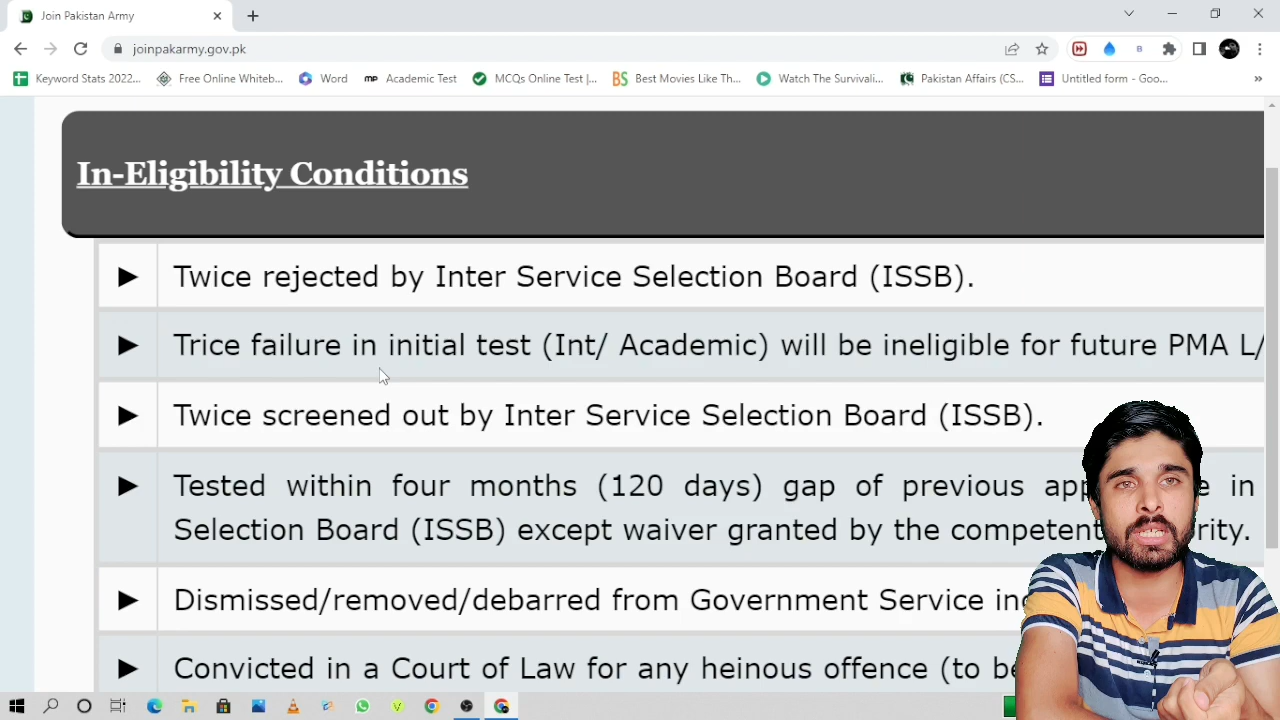 Join Pakistan Army
joinpakarmy.gov.pk
Keyword Stats 2022... Free Online Whiteb... Word Academic Test MCQs Online Test |... Best Movies Like Th... Watch The Survivali... Pakistan Affairs (CS... Untitled form - Goo...
In-Eligibility Conditions
Twice rejected by Inter Service Selection Board (ISSB).
Trice failure in initial test (Int/ Academic) will be ineligible for future PMA L/
Twice screened out by Inter Service Selection Board (ISSB).
Tested within four months (120 days) gap of previous in
Selection Board (ISSB) except waiver granted by the competent
Dismissed/removed/debarred from Government Service
Convicted in a Court of Law for any heinous offence (to